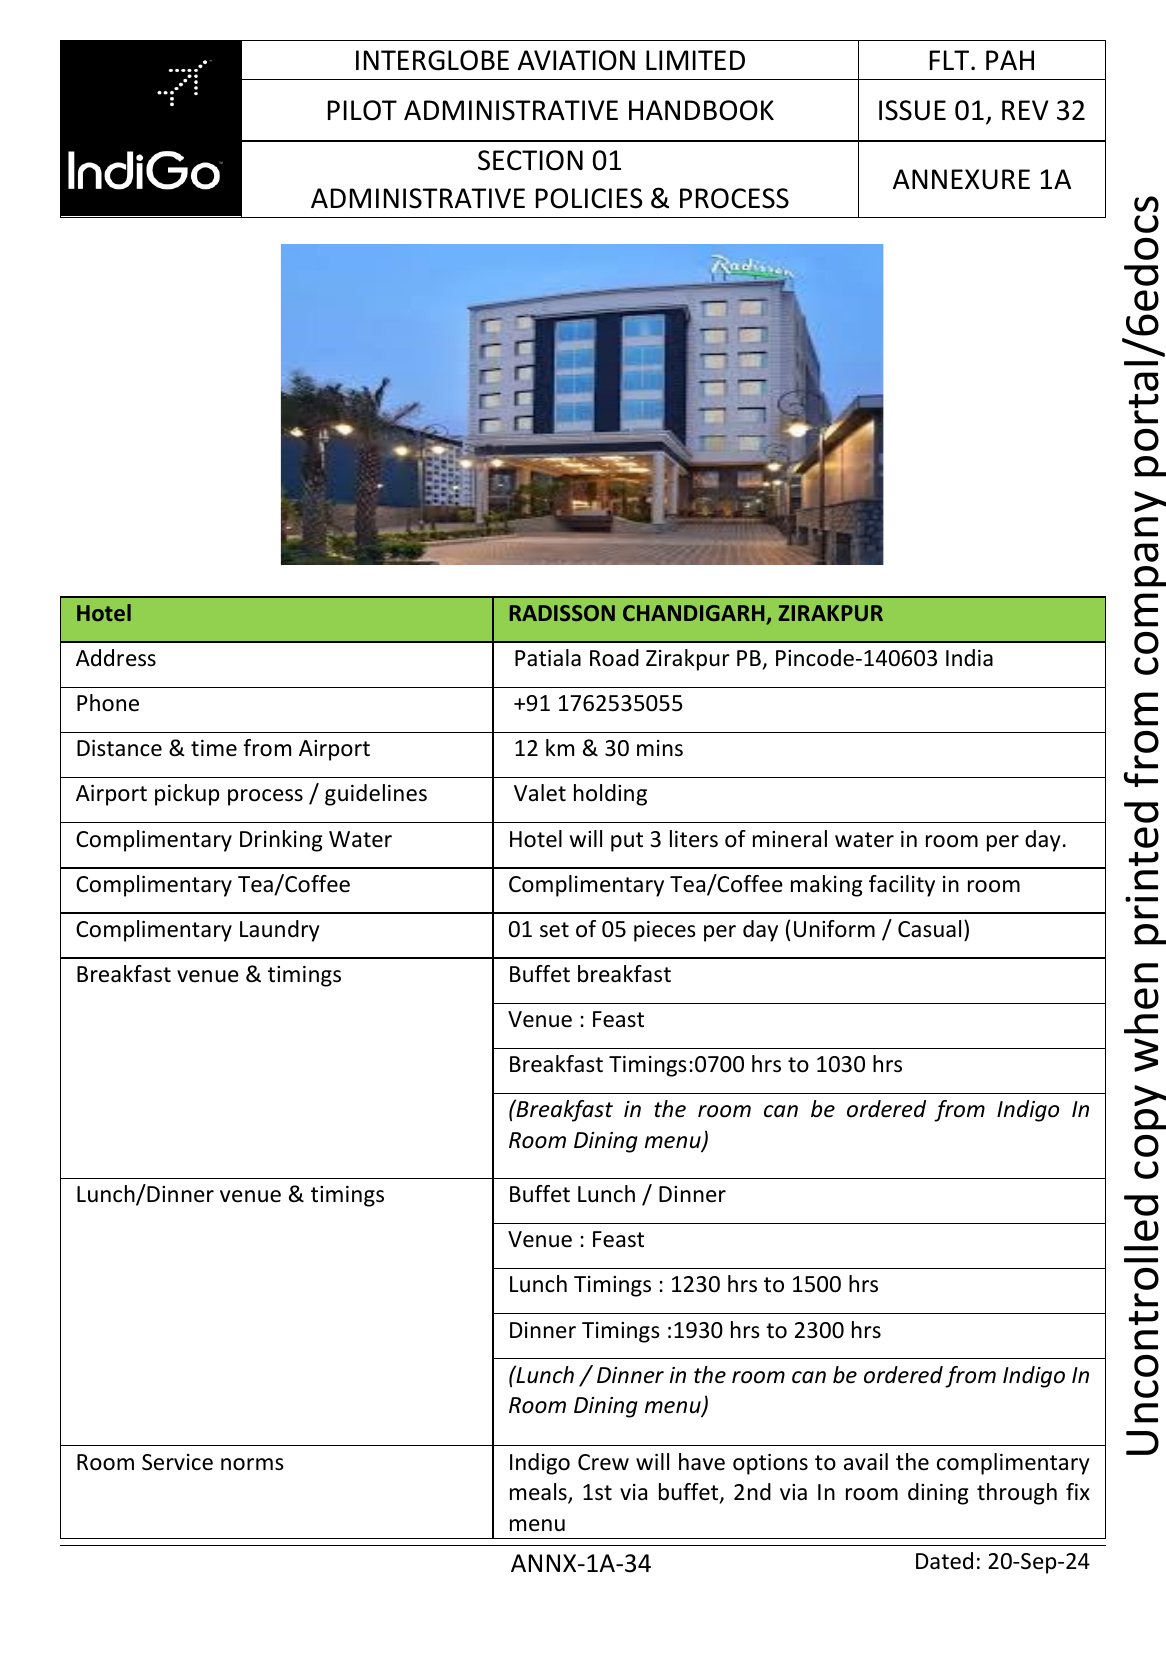 IndiGo
INTERGLOBE AVIATION LIMITED
FLT. PAH
PILOT ADMINISTRATIVE HANDBOOK
ISSUE 01, REV 32
SECTION 01
ADMINISTRATIVE POLICIES & PROCESS
ANNEXURE 1A
Radisson
Hotel
RADISSON CHANDIGARH, ZIRAKPUR
Address
Patiala Road Zirakpur PB, Pincode-140603 India
Phone
+91 1762535055
Distance & time from Airport
12 km & 30 mins
Airport pickup process / guidelines
Valet holding
Complimentary Drinking Water
Hotel will put 3 liters of mineral water in room per day.
Complimentary Tea/Coffee
Complimentary Tea/Coffee making facility in room
Complimentary Laundry
01 set of 05 pieces per day (Uniform / Casual)
Breakfast venue & timings
Buffet breakfast
Venue : Feast
Breakfast Timings:0700 hrs to 1030 hrs
(Breakfast in the room can be ordered from Indigo In
Room Dining menu)
Lunch/Dinner venue & timings
Buffet Lunch / Dinner
Venue : Feast
Lunch Timings : 1230 hrs to 1500 hrs
Dinner Timings :1930 hrs to 2300 hrs
(Lunch / Dinner in the room can be ordered from Indigo In
Room Dining menu)
Room Service norms
Indigo Crew will have options to avail the complimentary
meals, 1st via buffet, 2nd via In room dining through fix
menu
ANNX-1A-34
Dated: 20-Sep-24
Uncontrolled copy when printed from company portal/6edocs